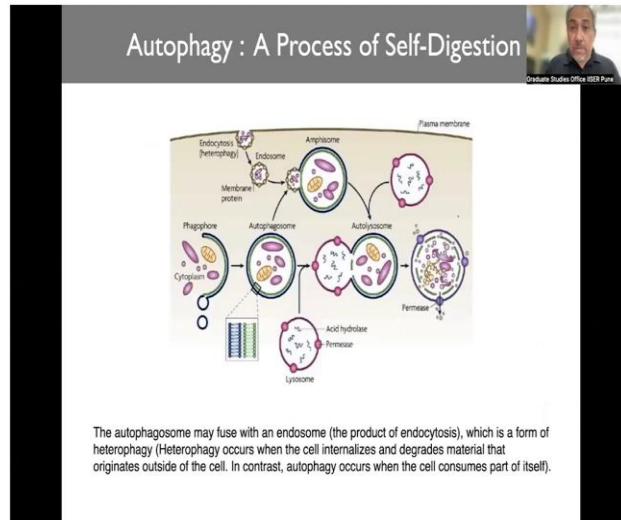 Autophagy : A Process of Self-Digestion
Graduate Studies Office IISER Pune
Plasma membrane
Endocytosis
[heterophagy]
Endosome
Amphisome
Membrane
protein
Phagophore
Autophagosome
Autolysosome
Cytoplasm
Permease
Acid hydrolase
Permease
Lysosome
The autophagosome may fuse with an endosome (the product of endocytosis), which is a form of
heterophagy (Heterophagy occurs when the cell internalizes and degrades material that
originates outside of the cell. In contrast, autophagy occurs when the cell consumes part of itself).